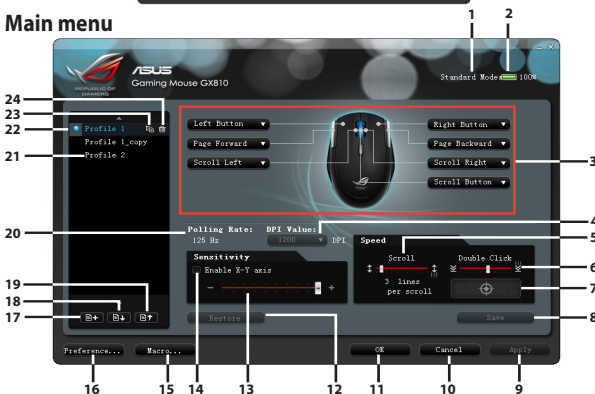 Main menu
1 2
REPUBLIC OF
GAMERS
ASUS
Gaming Mouse GX810
Standard Mode: 100%
24
23
22
21
Profile 1
Profile 1_copy
Profile 2
Left Button
Right Button
Page Forward
Page Backward
Scroll Left
Scroll Right
Scroll Button
3
4
5
6
7
8
20
Polling Rate:
125 Hz
DPI Value:
1200 DPI
Speed
Scroll
Double Click
3 lines
per scroll
Sensitivity
Enable X-Y axis
- +
19
18
17
Restore
Save
Preference...
Macro...
OK
Cancel
Apply
16 15 14 13 12 11 10 9